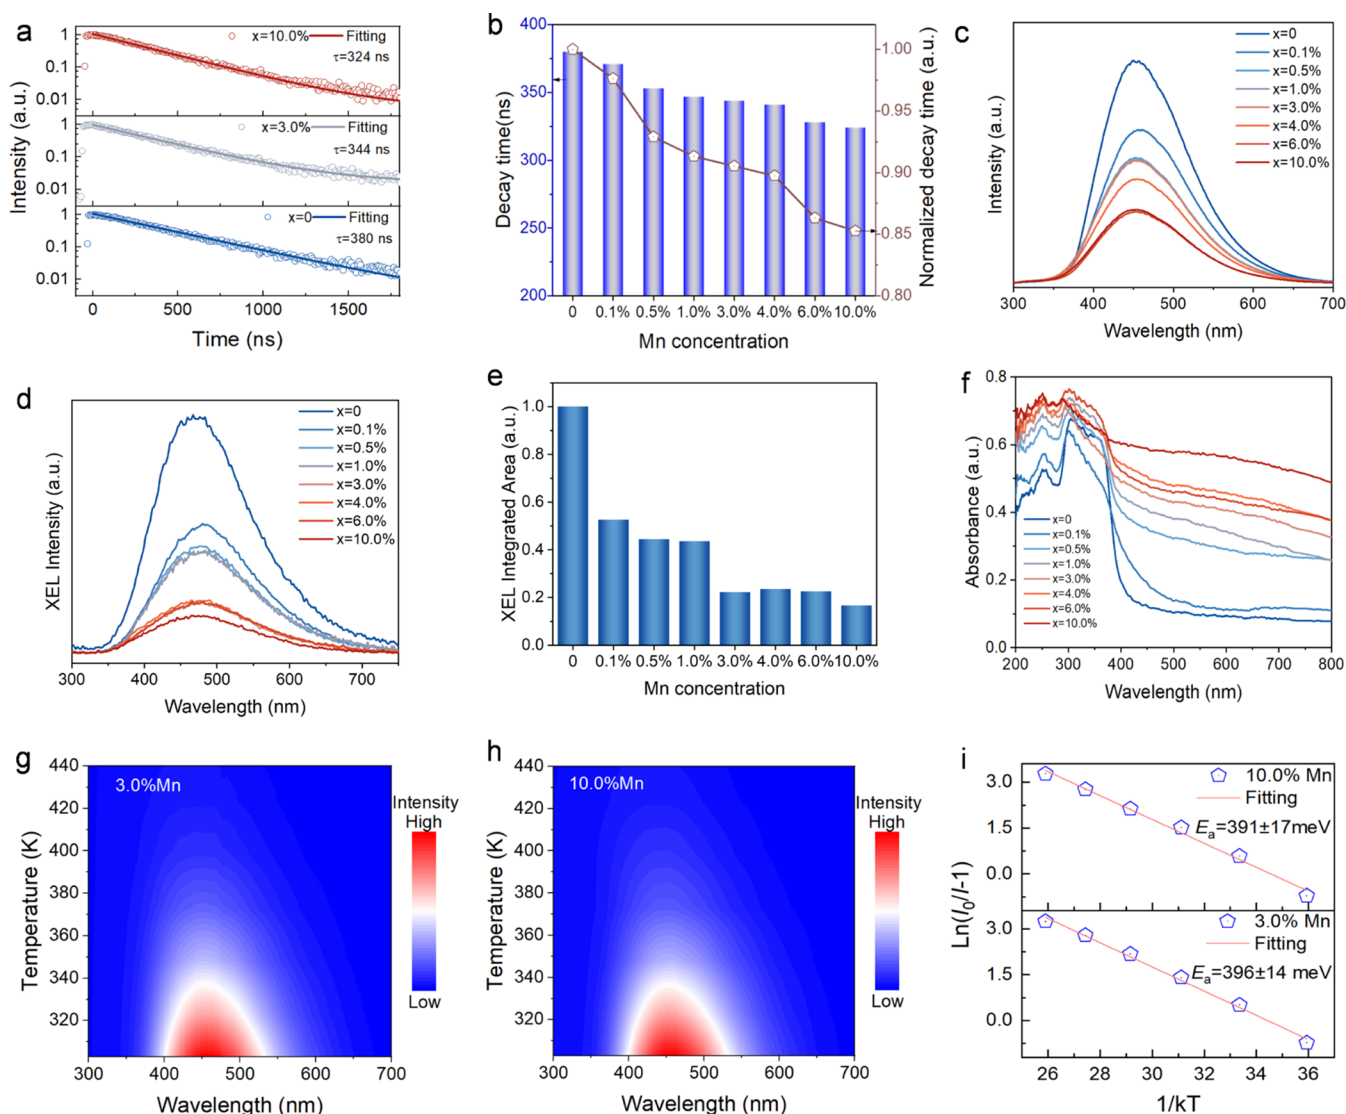 a
x=10.0%
Fitting
τ=324 ns
1
0.1
0.01
x=3.0%
Fitting
τ=344 ns
1
0.1
0.01
x=0
Fitting
τ=380 ns
1
0.1
0.01
Intensity (a.u.)
0 500 1000 1500
Time (ns)
b
400
350
300
250
200
Decay time(ns)
1.00
0.95
0.90
0.85
0.80
Normalized decay time (a.u.)
0 0.1% 0.5% 1.0% 3.0% 4.0% 6.0% 10.0%
Mn concentration
c
x=0
x=0.1%
x=0.5%
x=1.0%
x=3.0%
x=4.0%
x=6.0%
x=10.0%
Intensity (a.u.)
300 400 500 600 700
Wavelength (nm)
d
x=0
x=0.1%
x=0.5%
x=1.0%
x=3.0%
x=4.0%
x=6.0%
x=10.0%
XEL Intensity (a.u.)
300 400 500 600 700
Wavelength (nm)
e
1.0
0.8
0.6
0.4
0.2
0.0
XEL Integrated Area (a.u.)
0 0.1% 0.5% 1.0% 3.0% 4.0% 6.0% 10.0%
Mn concentration
f
0.8
0.6
0.4
0.2
0.0
Absorbance (a.u.)
x=0
x=0.1%
x=0.5%
x=1.0%
x=3.0%
x=4.0%
x=6.0%
x=10.0%
200 300 400 500 600 700 800
Wavelength (nm)
g
3.0%Mn
440
420
400
380
360
340
320
Temperature (K)
300 400 500 600 700
Wavelength (nm)
Intensity
High
Low
h
10.0%Mn
440
420
400
380
360
340
320
Temperature (K)
300 400 500 600 700
Wavelength (nm)
Intensity
High
Low
i
10.0% Mn
Fitting
Eₐ=391±17meV
3.0
1.5
0.0
3.0% Mn
Fitting
Eₐ=396±14 meV
3.0
1.5
0.0
Ln(I₀/I-1)
26 28 30 32 34 36
1/kT